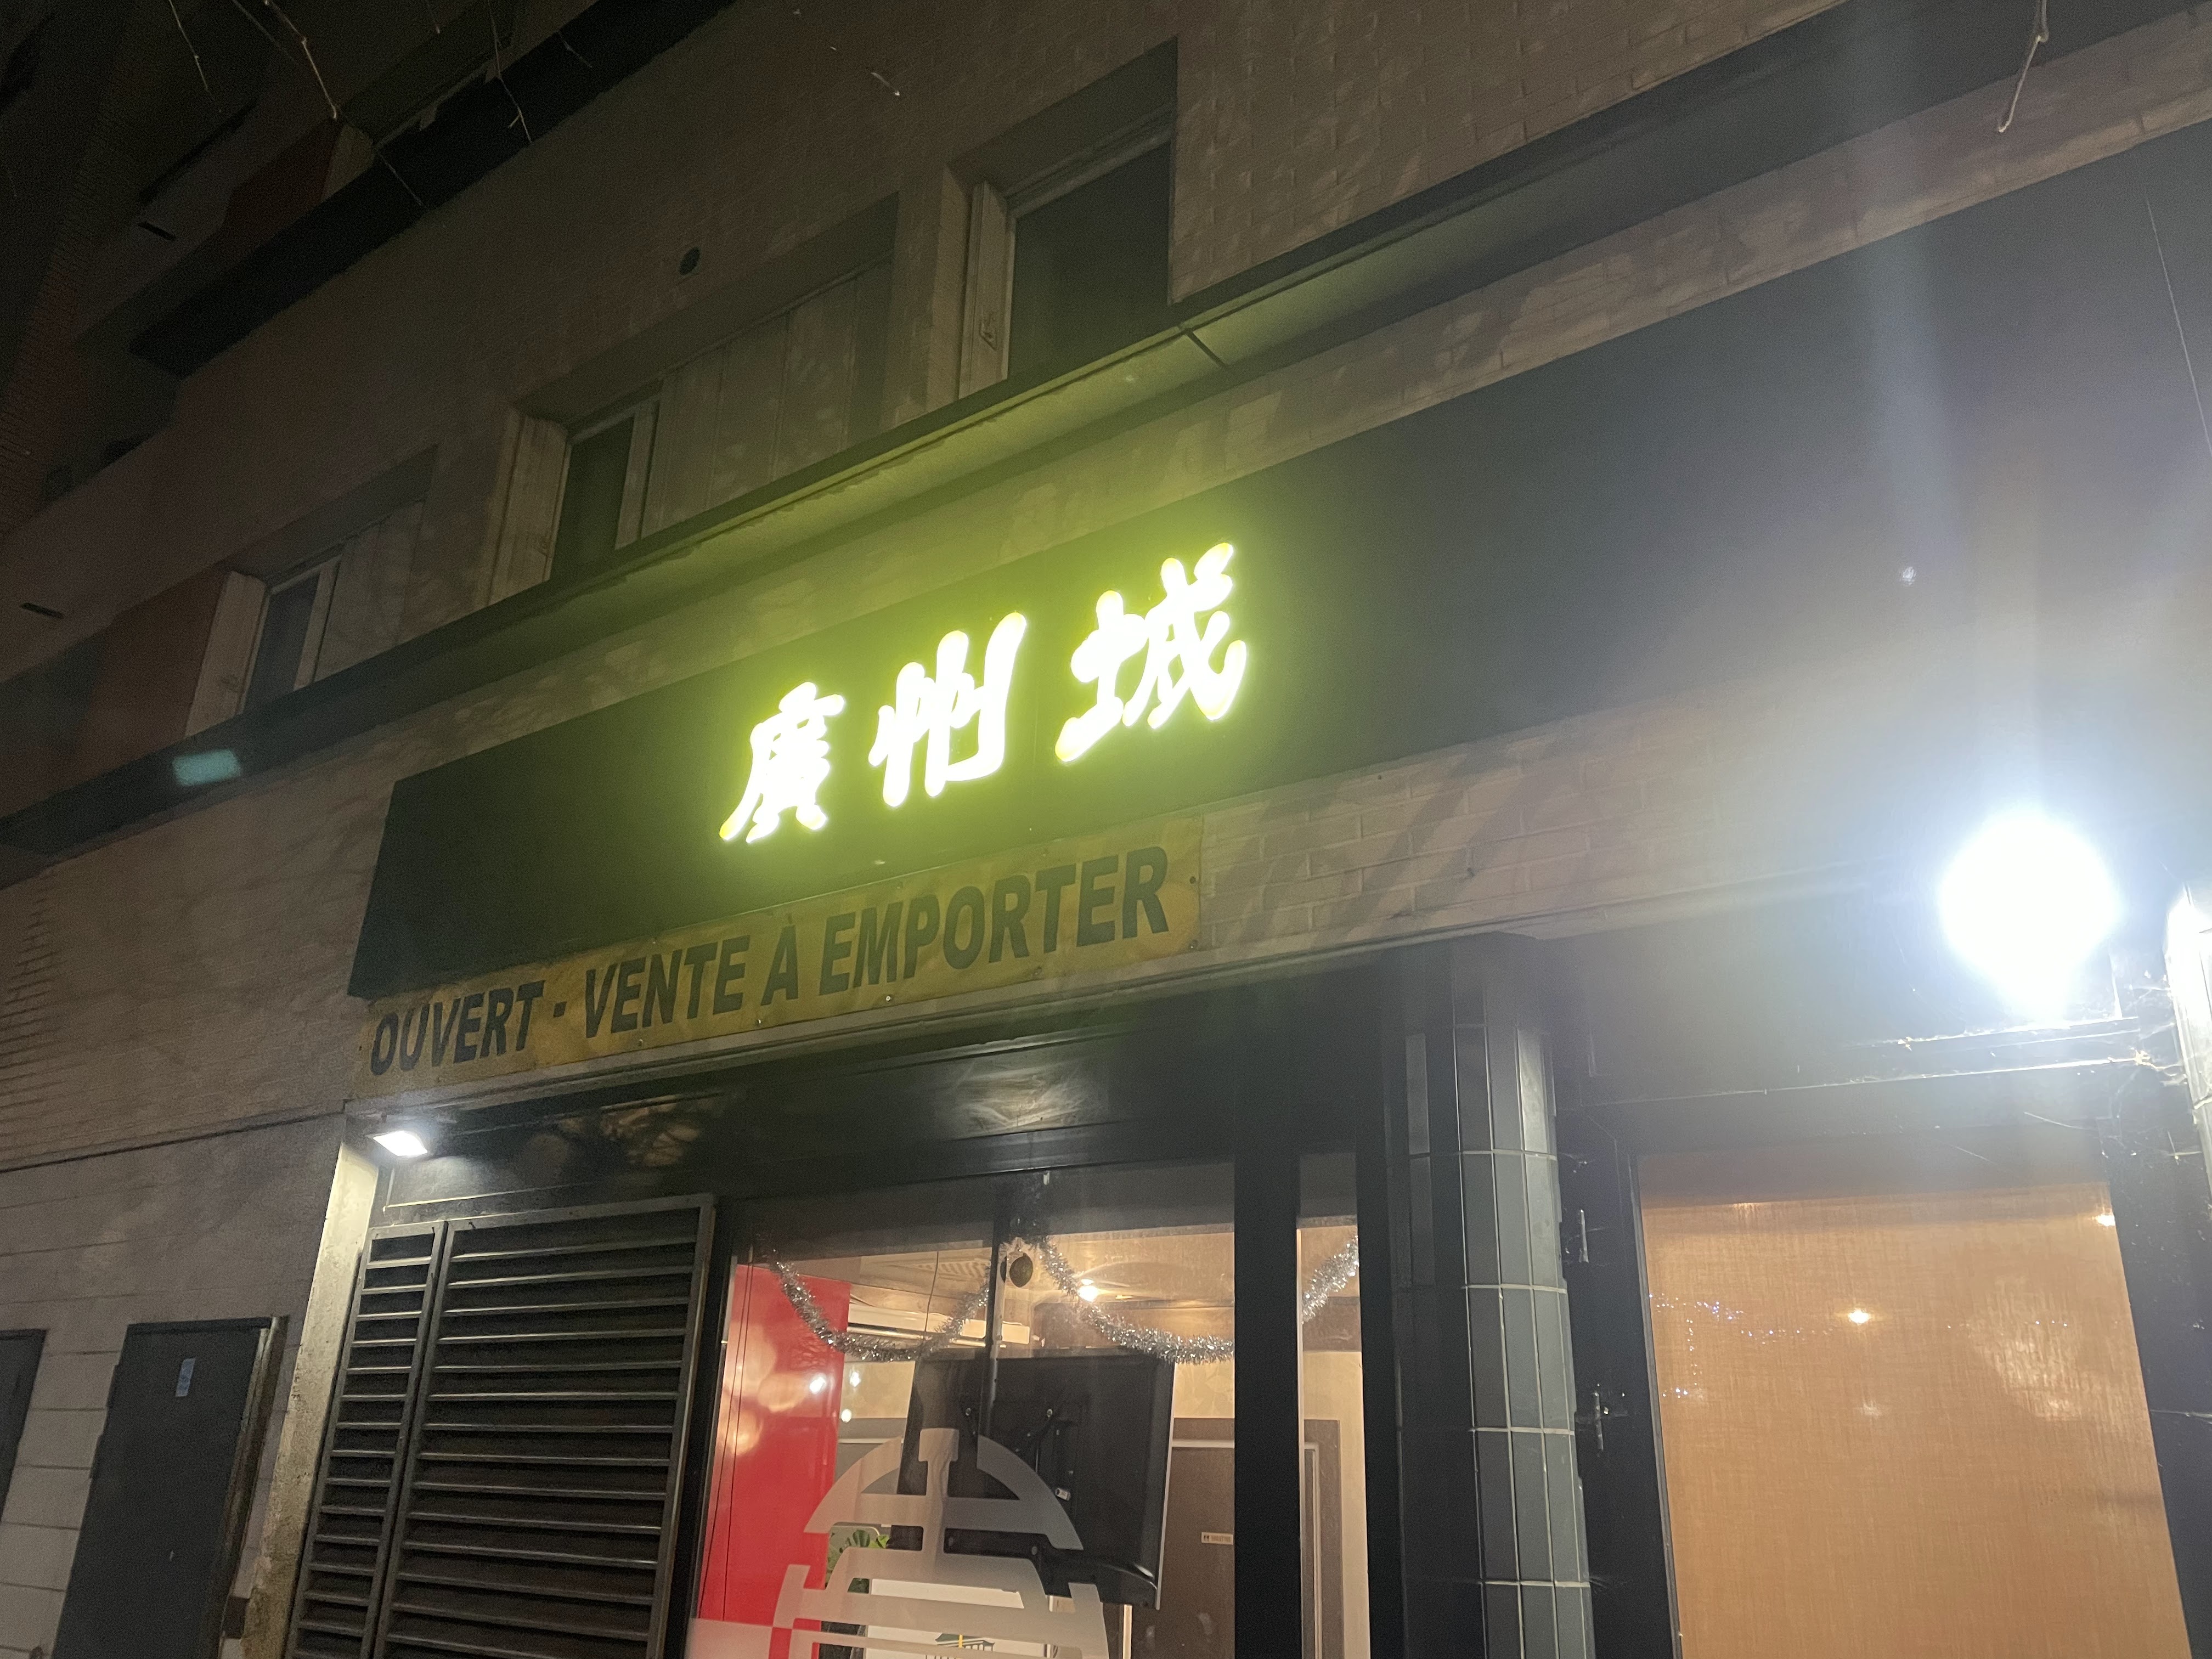 廣州城
OUVERT - VENTE À EMPORTER